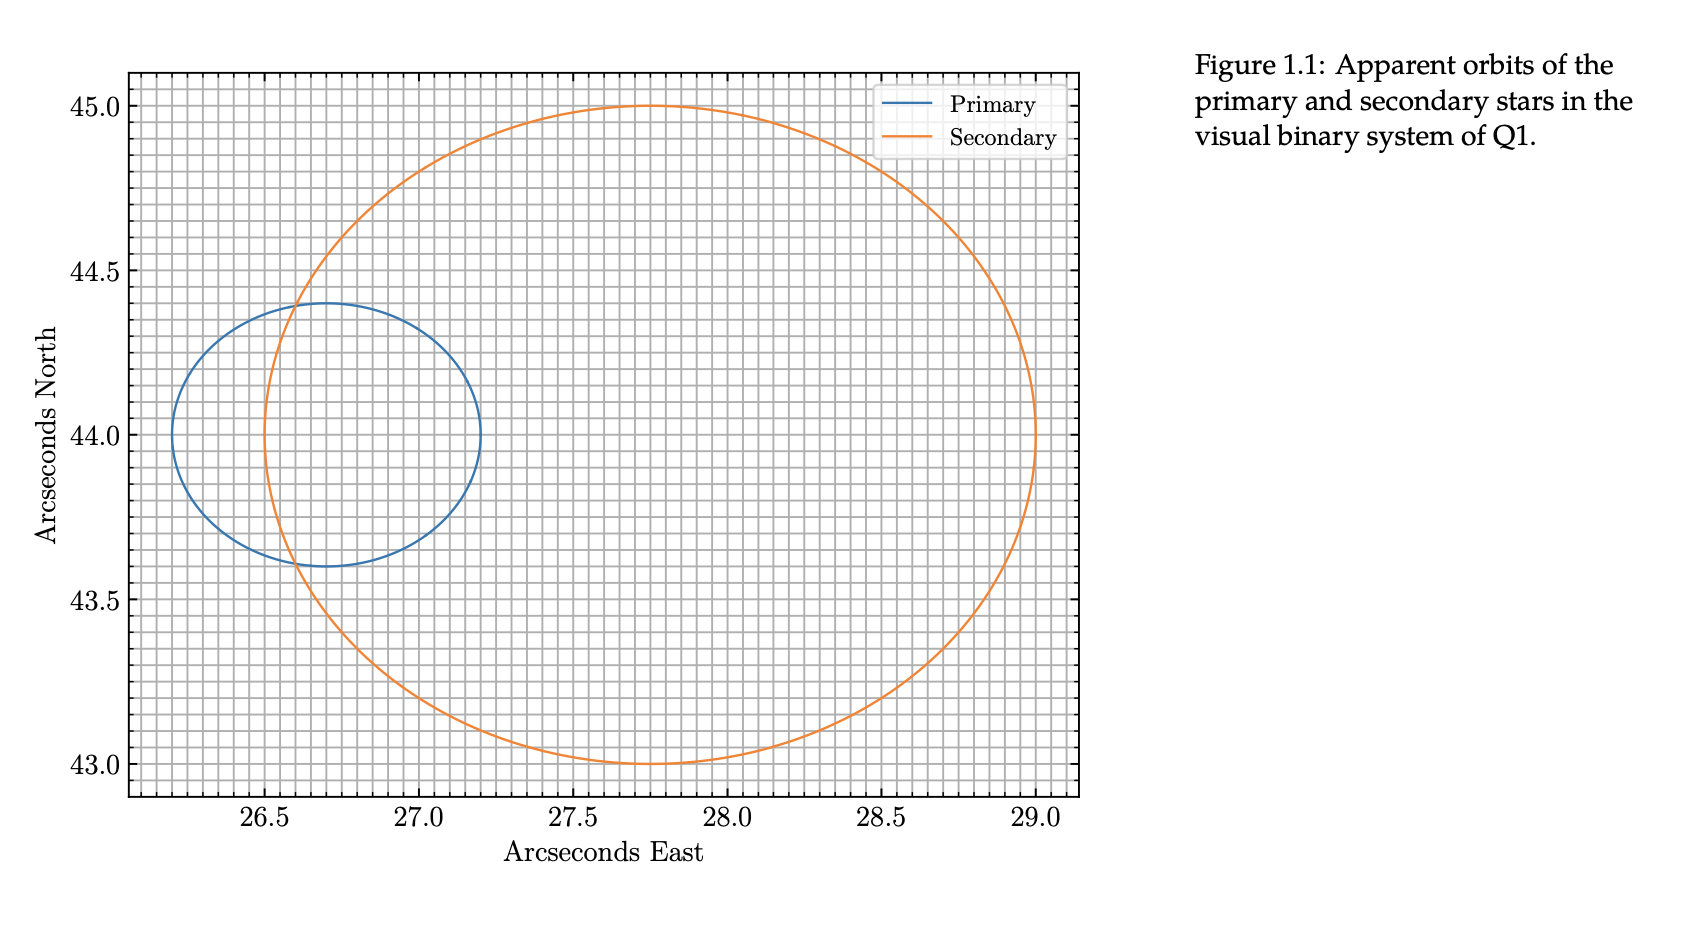 Figure 1.1: Apparent orbits of the
primary and secondary stars in the
visual binary system of Q1.
Primary
Secondary
45.0
44.5
44.0
43.5
43.0
Arcseconds North
26.5 27.0 27.5 28.0 28.5 29.0
Arcseconds East